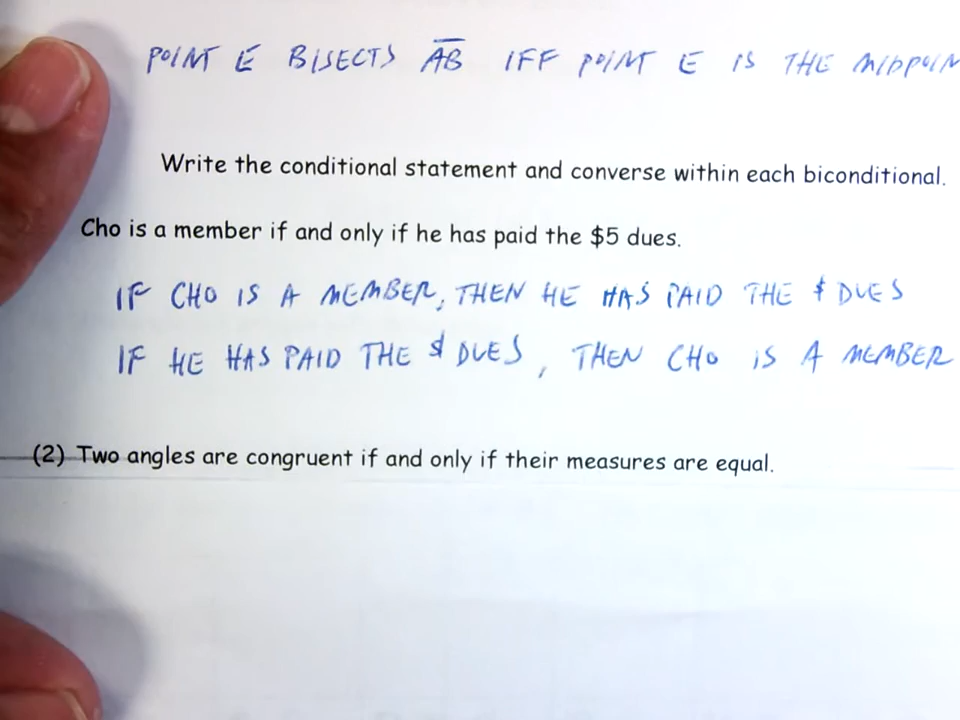 POINT E BISECTS A̅B̅ IFF POINT E IS THE
Write the conditional statement and converse within each biconditional.
Cho is a member if and only if he has paid the $5 dues.
IF CHO IS A MEMBER, THEN HE HAS PAID THE $ DUES
IF HE HAS PAID THE $ DUES, THEN CHO IS A MEMBER
(2) Two angles are congruent if and only if their measures are equal.